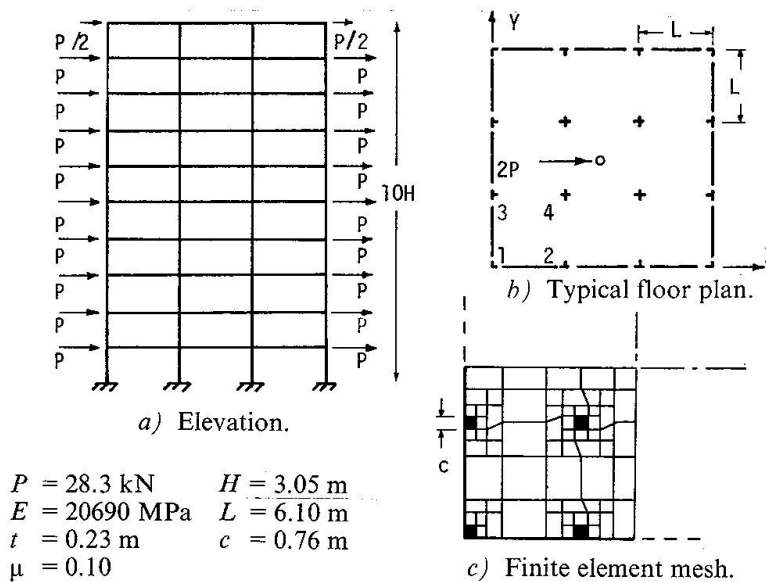 P/2 P/2
P P
P P
P P
P P
P P
P P
P P
P P
P P
10H
a) Elevation.
Y
L
L
2P
3 4
1 2
b) Typical floor plan.
c
c) Finite element mesh.
P = 28.3 kN H = 3.05 m
E = 20690 MPa L = 6.10 m
t = 0.23 m c = 0.76 m
μ = 0.10